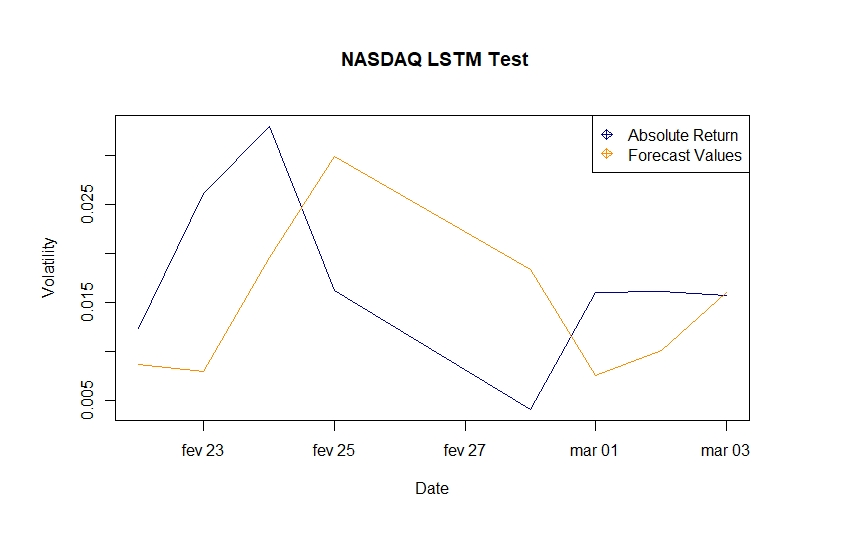 NASDAQ LSTM Test
Absolute Return
Forecast Values
Volatility
0.025
0.015
0.005
fev 23 fev 25 fev 27 mar 01 mar 03
Date